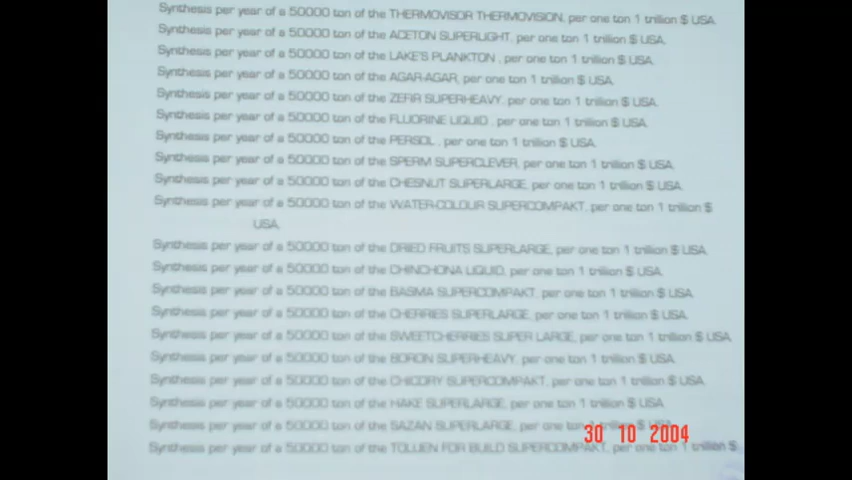 Synthesis per year of a 50000 ton of the THERMOVISOR THERMOVISION, per one ton 1 trillion $ USA.
Synthesis per year of a 50000 ton of the ACETON SUPERLIGHT, per one ton 1 trillion $ USA.
Synthesis per year of a 50000 ton of the LAKE'S PLANKTON , per one ton 1 trillion $ USA.
Synthesis per year of a 50000 ton of the AGAR-AGAR, per one ton 1 trillion $ USA.
Synthesis per year of a 50000 ton of the ZEFIR SUPERHEAVY, per one ton 1 trillion $ USA.
Synthesis per year of a 50000 ton of the FLUORINE LIQUID , per one ton 1 trillion $ USA.
Synthesis per year of a 50000 ton of the PERSOL , per one ton 1 trillion $ USA.
Synthesis per year of a 50000 ton of the SPERM SUPERCLEVER, per one ton 1 trillion $ USA.
Synthesis per year of a 50000 ton of the CHESNUT SUPERLARGE, per one ton 1 trillion $ USA.
Synthesis per year of a 50000 ton of the WATER-COLOUR SUPERCOMPAKT, per one ton 1 trillion $
USA.
Synthesis per year of a 50000 ton of the DRIED FRUITS SUPERLARGE, per one ton 1 trillion $ USA.
Synthesis per year of a 50000 ton of the CHINCHONA LIQUID, per one ton 1 trillion $ USA.
Synthesis per year of a 50000 ton of the BASMA SUPERCOMPAKT, per one ton 1 trillion $ USA.
Synthesis per year of a 50000 ton of the CHERRIES SUPERLARGE, per one ton 1 trillion $ USA.
Synthesis per year of a 50000 ton of the SWEETCHERRIES SUPER LARGE, per one ton 1 trillion $ USA.
Synthesis per year of a 50000 ton of the BORON SUPERHEAVY, per one ton 1 trillion $ USA.
Synthesis per year of a 50000 ton of the CHICORY SUPERCOMPAKT, per one ton 1 trillion $ USA.
Synthesis per year of a 50000 ton of the HAKE SUPERLARGE, per one ton 1 trillion $ USA.
Synthesis per year of a 50000 ton of the SAZAN SUPERLARGE, per one ton 1 trillion $ USA.
Synthesis per year of a 50000 ton of the TOLUEN FOR BUILD SUPERCOMPAKT, per one ton 1 trillion $
30 10 2004